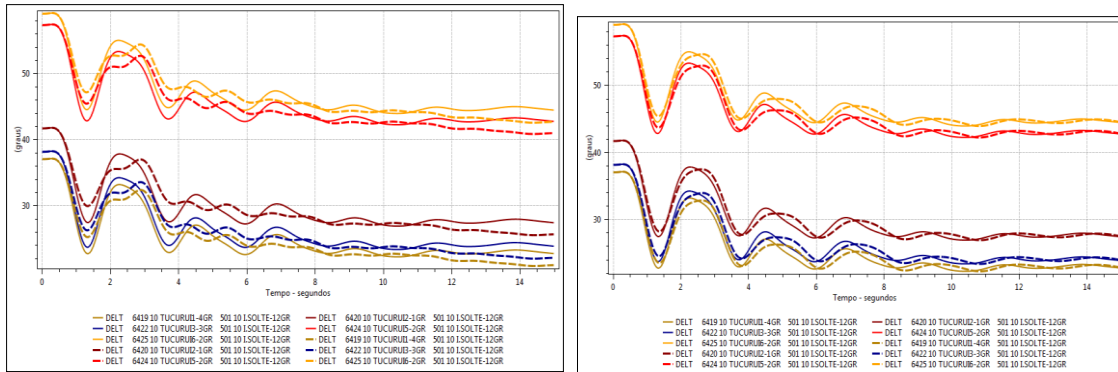 50
40
30
(graus)
0
2
4
6
8
10
12
14
Tempo - segundos
DELT 6419 10 TUCURUI1-4GR 501 10 I.SOLTE-12GR
DELT 6420 10 TUCURUI2-1GR 501 10 I.SOLTE-12GR
DELT 6422 10 TUCURUI3-3GR 501 10 I.SOLTE-12GR
DELT 6424 10 TUCURUI5-2GR 501 10 I.SOLTE-12GR
DELT 6425 10 TUCURUI6-2GR 501 10 I.SOLTE-12GR
DELT 6419 10 TUCURUI1-4GR 501 10 I.SOLTE-12GR
DELT 6420 10 TUCURUI2-1GR 501 10 I.SOLTE-12GR
DELT 6422 10 TUCURUI3-3GR 501 10 I.SOLTE-12GR
DELT 6424 10 TUCURUI5-2GR 501 10 I.SOLTE-12GR
DELT 6425 10 TUCURUI6-2GR 501 10 I.SOLTE-12GR
50
40
30
(graus)
0
2
4
6
8
10
12
14
Tempo - segundos
DELT 6419 10 TUCURUI1-4GR 501 10 I.SOLTE-12GR
DELT 6420 10 TUCURUI2-1GR 501 10 I.SOLTE-12GR
DELT 6422 10 TUCURUI3-3GR 501 10 I.SOLTE-12GR
DELT 6424 10 TUCURUI5-2GR 501 10 I.SOLTE-12GR
DELT 6425 10 TUCURUI6-2GR 501 10 I.SOLTE-12GR
DELT 6419 10 TUCURUI1-4GR 501 10 I.SOLTE-12GR
DELT 6420 10 TUCURUI2-1GR 501 10 I.SOLTE-12GR
DELT 6422 10 TUCURUI3-3GR 501 10 I.SOLTE-12GR
DELT 6424 10 TUCURUI5-2GR 501 10 I.SOLTE-12GR
DELT 6425 10 TUCURUI6-2GR 501 10 I.SOLTE-12GR